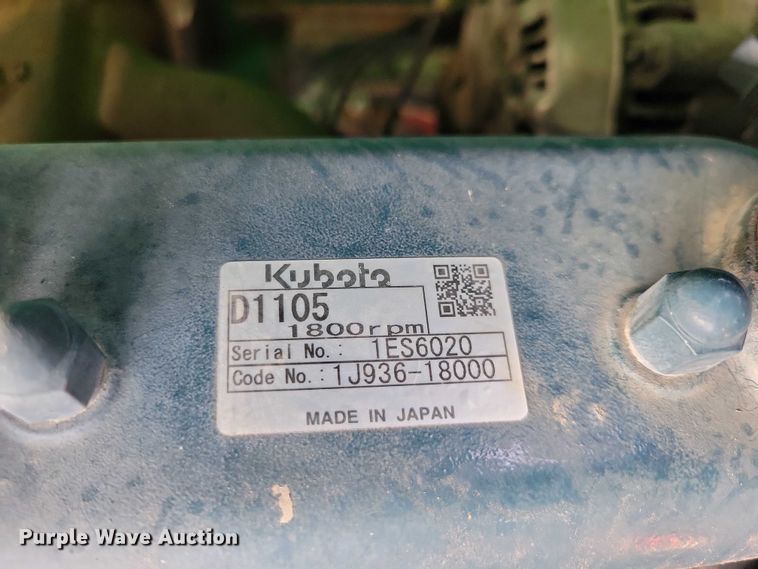 Kubota
D1105
1800rpm
Serial No.: 1ES6020
Code No.: 1J936-18000
MADE IN JAPAN
Purple Wave Auction